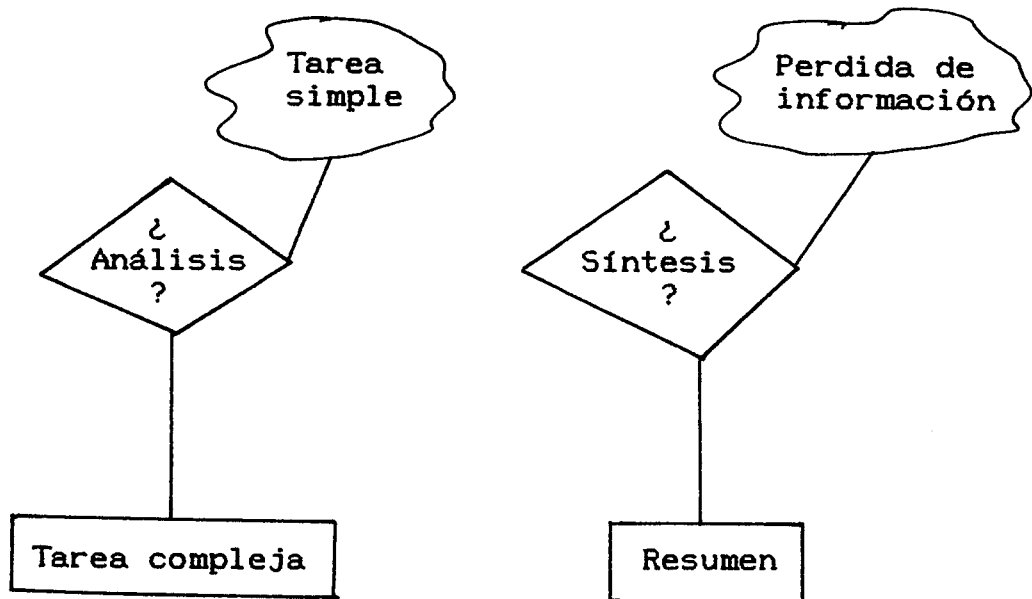 Tarea
simple
¿
Análisis
?
Tarea compleja
Perdida de
información
¿
Síntesis
?
Resumen